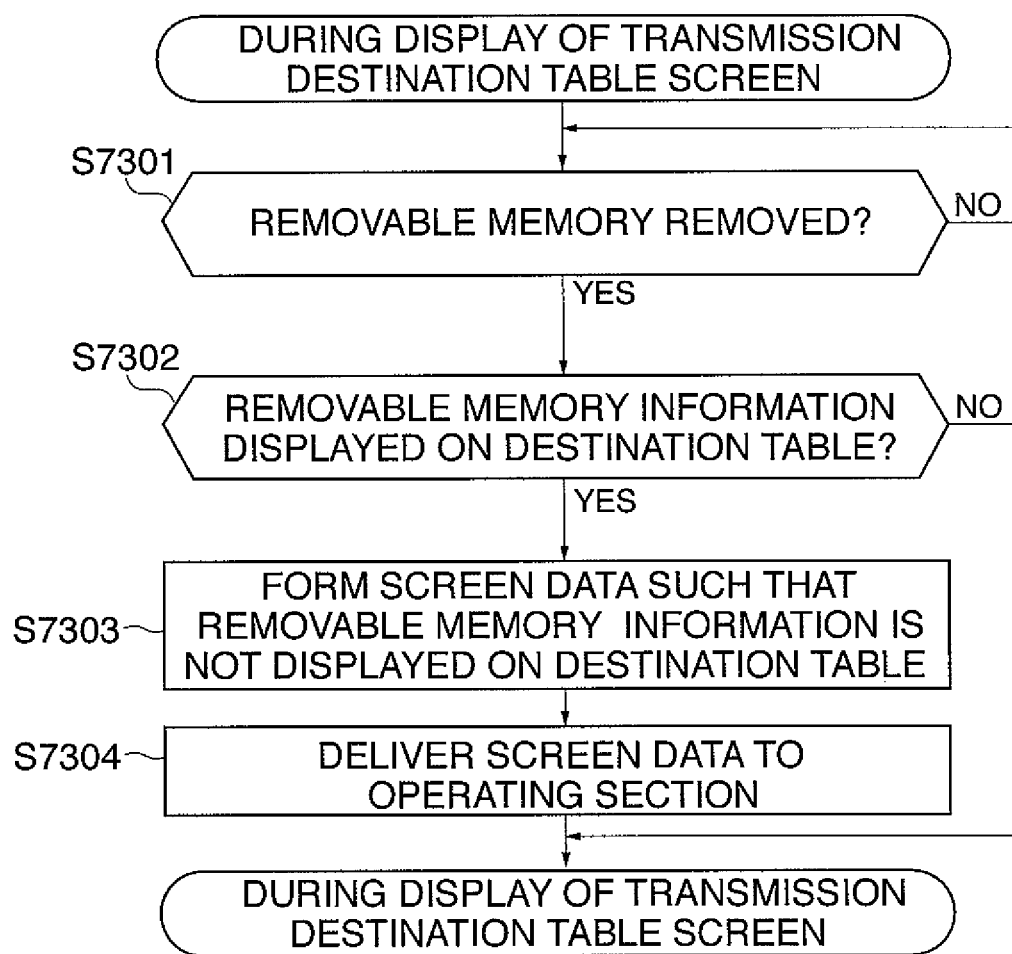 DURING DISPLAY OF TRANSMISSION
DESTINATION TABLE SCREEN
S7301
REMOVABLE MEMORY REMOVED?
NO
YES
S7302
REMOVABLE MEMORY INFORMATION
DISPLAYED ON DESTINATION TABLE?
NO
YES
S7303
FORM SCREEN DATA SUCH THAT
REMOVABLE MEMORY INFORMATION IS
NOT DISPLAYED ON DESTINATION TABLE
S7304
DELIVER SCREEN DATA TO
OPERATING SECTION
DURING DISPLAY OF TRANSMISSION
DESTINATION TABLE SCREEN